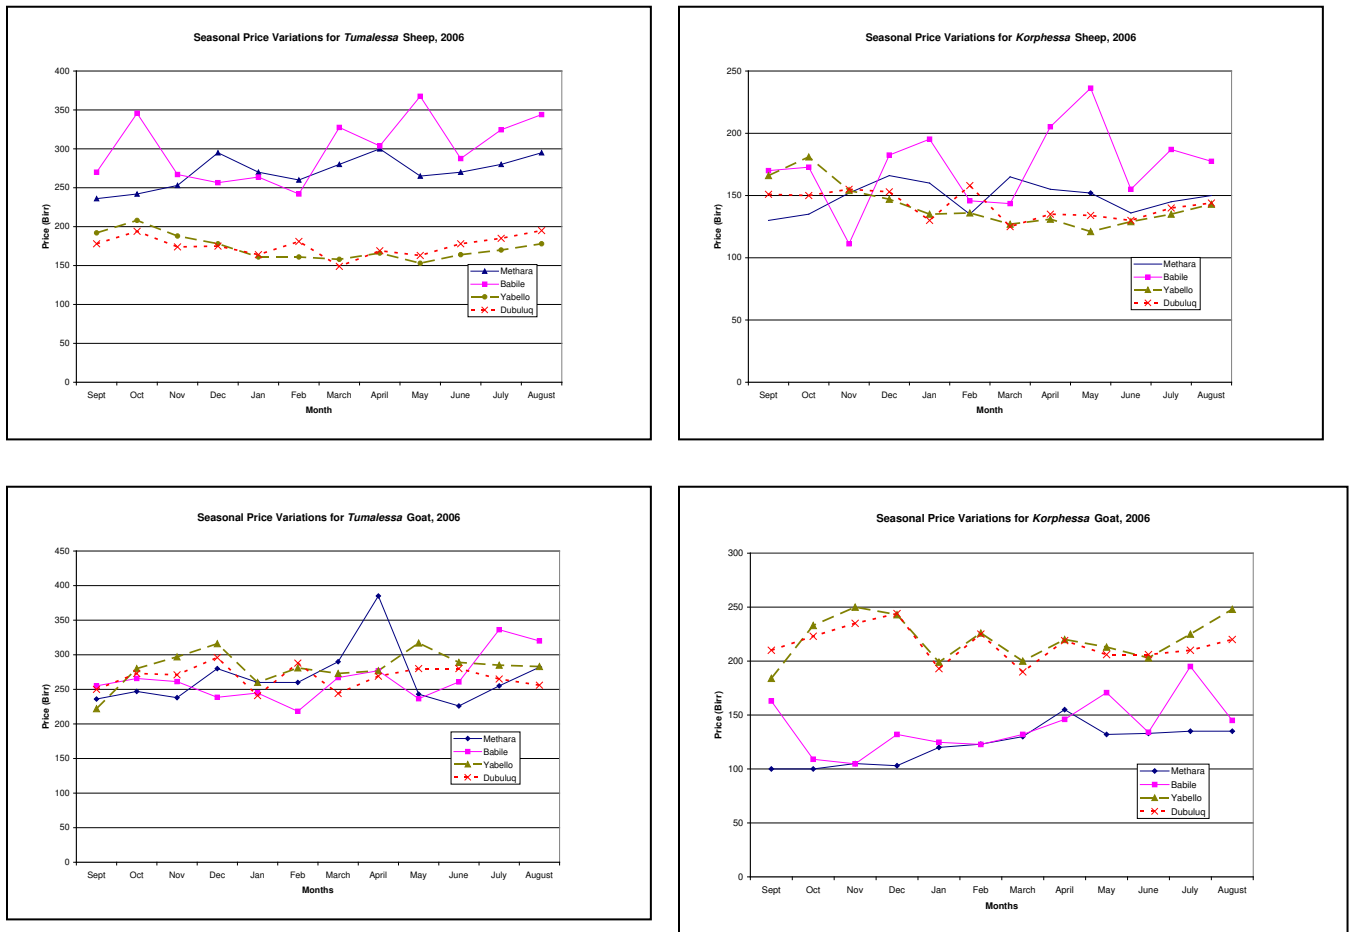 Seasonal Price Variations for Tumalessa Sheep, 2006
400
350
300
250
200
150
100
50
0
Price (Birr)
Sept Oct Nov Dec Jan Feb March April May June July August
Month
Methara
Babile
Yabello
Dubuluq
Seasonal Price Variations for Korphessa Sheep, 2006
250
200
150
100
50
0
Price (Birr)
Sept Oct Nov Dec Jan Feb March April May June July August
Month
Methara
Babile
Yabello
Dubuluq
Seasonal Price Variations for Tumalessa Goat, 2006
450
400
350
300
250
200
150
100
50
0
Price (Birr)
Sept Oct Nov Dec Jan Feb March April May June July August
Months
Methara
Babile
Yabello
Dubuluq
Seasonal Price Variations for Korphessa Goat, 2006
300
250
200
150
100
50
0
Price (Birr)
Sept Oct Nov Dec Jan Feb March April May June July August
Months
Methara
Babile
Yabello
Dubuluq